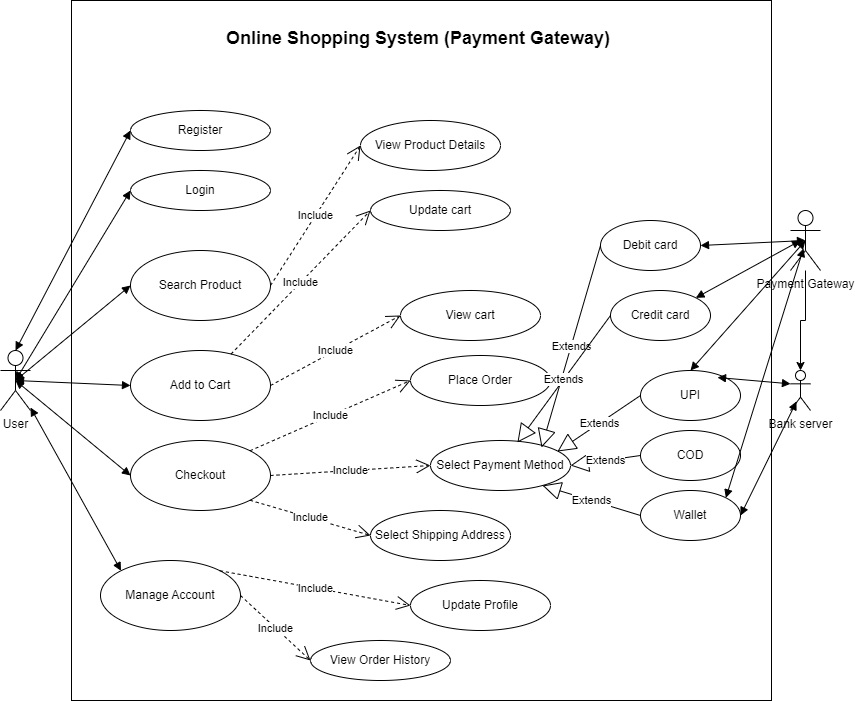 Online Shopping System (Payment Gateway)
Register
View Product Details
Login
Update cart
Include
Debit card
Search Product
Include
Payment Gateway
View cart
Credit card
Include
Extends
Add to Cart
Place Order
Extends
UPI
User
Include
Extends
Bank server
Checkout
Include
Select Payment Method
Extends
COD
Include
Extends
Wallet
Select Shipping Address
Manage Account
Include
Update Profile
Include
View Order History